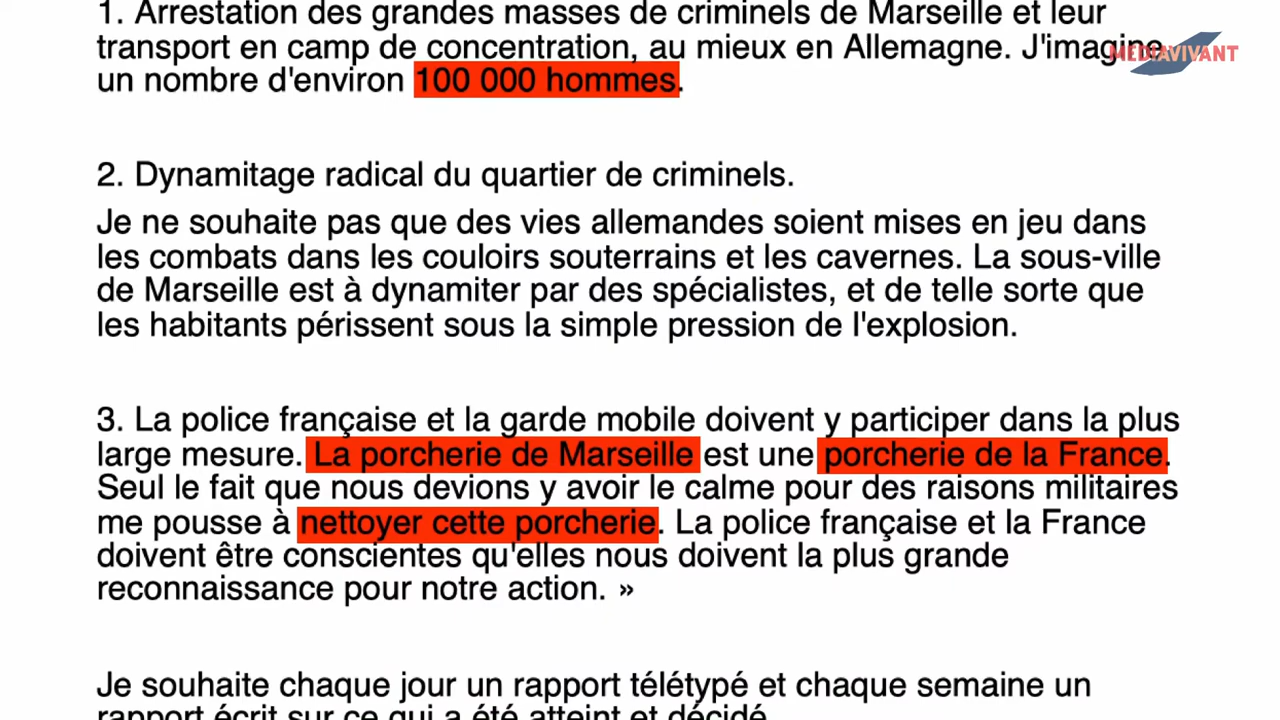 1. Arrestation des grandes masses de criminels de Marseille et leur
transport en camp de concentration, au mieux en Allemagne. J'imagine
un nombre d'environ 100 000 hommes.
MEDIAVIVANT
2. Dynamitage radical du quartier de criminels.
Je ne souhaite pas que des vies allemandes soient mises en jeu dans
les combats dans les couloirs souterrains et les cavernes. La sous-ville
de Marseille est à dynamiter par des spécialistes, et de telle sorte que
les habitants périssent sous la simple pression de l'explosion.
3. La police française et la garde mobile doivent y participer dans la plus
large mesure. La porcherie de Marseille est une porcherie de la France.
Seul le fait que nous devions y avoir le calme pour des raisons militaires
me pousse à nettoyer cette porcherie. La police française et la France
doivent être conscientes qu'elles nous doivent la plus grande
reconnaissance pour notre action. »
Je souhaite chaque jour un rapport télétypé et chaque semaine un
rapport écrit sur ce qui a été atteint et décidé.